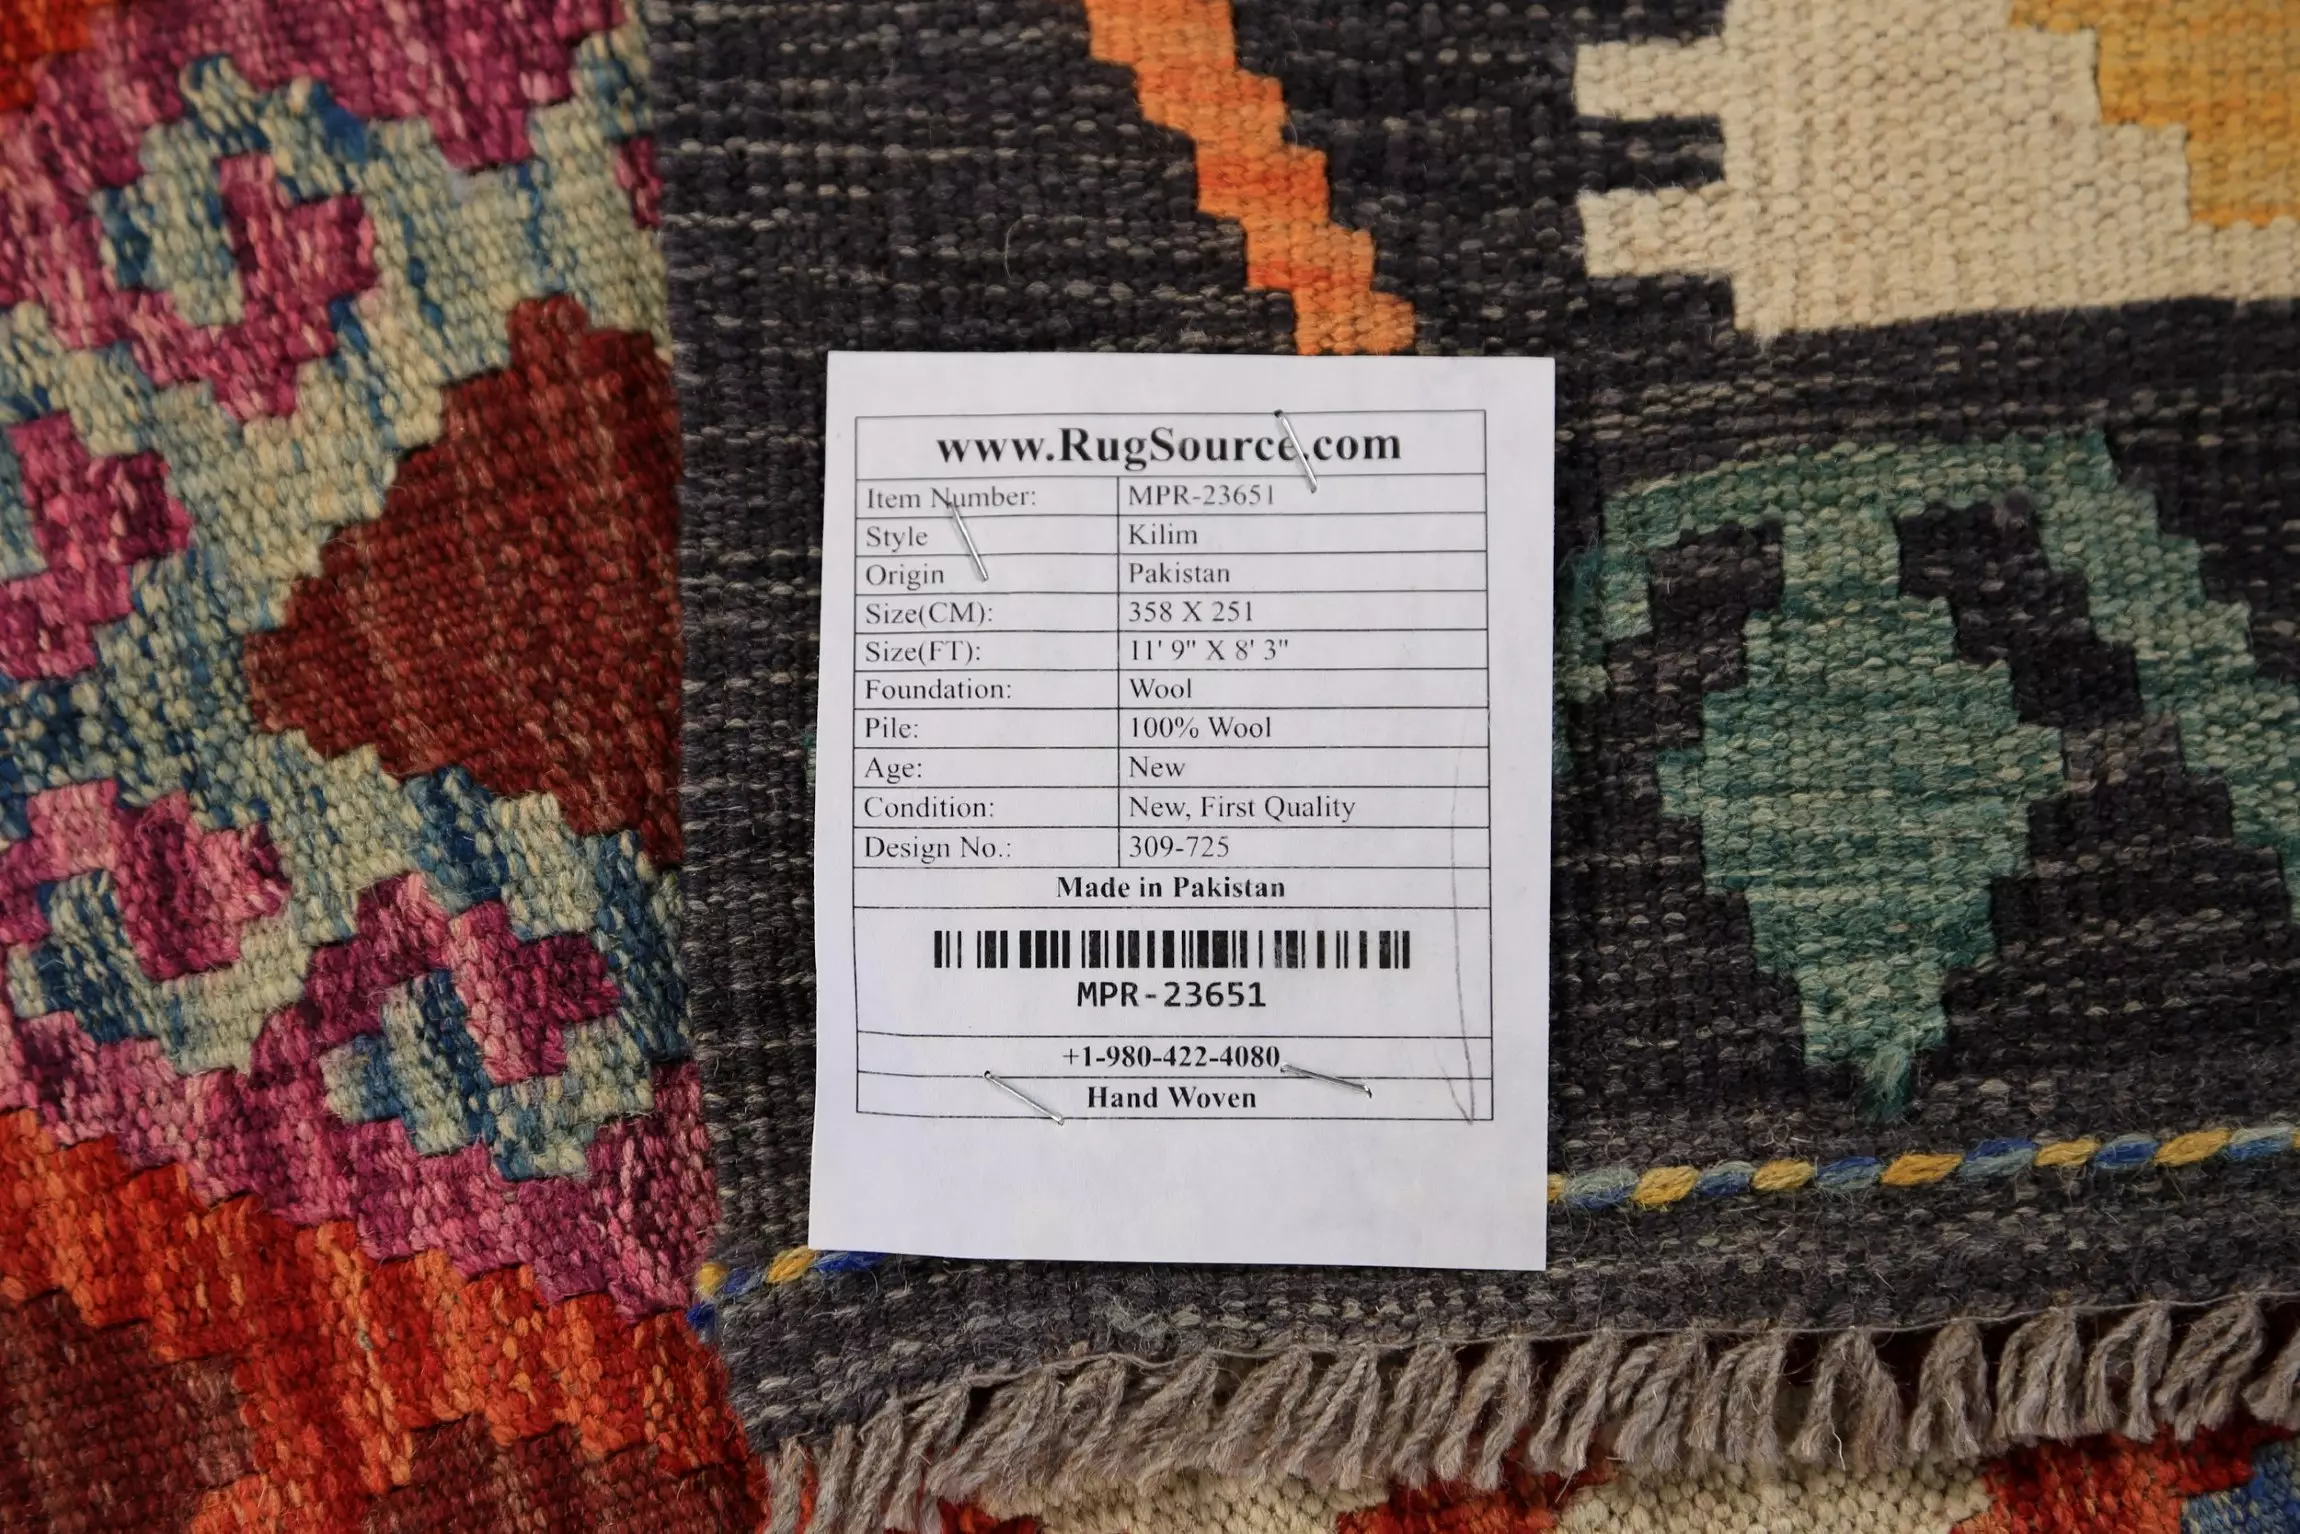 www.RugSource.com
Item Number: MPR-23651
Style Kilim
Origin Pakistan
Size(CM): 358 X 251
Size(FT): 11' 9" X 8' 3"
Foundation: Wool
Pile: 100% Wool
Age: New
Condition: New, First Quality
Design No.: 309-725
Made in Pakistan
MPR-23651
+1-980-422-4080
Hand Woven